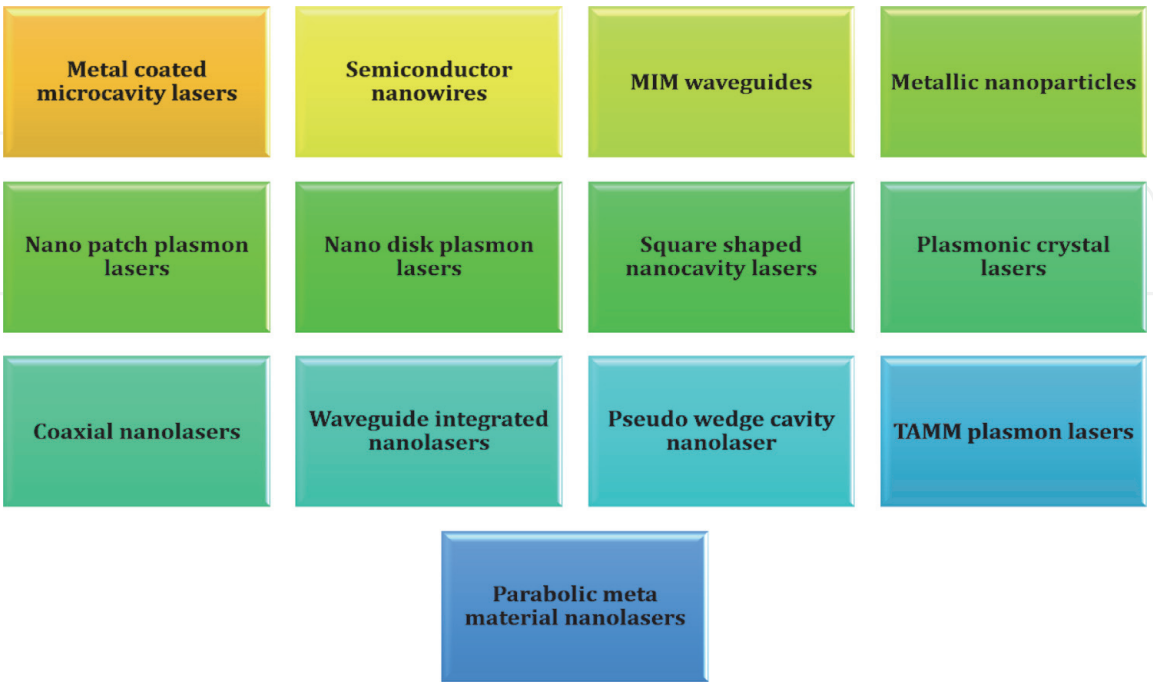 Metal coated
microcavity lasers
Semiconductor
nanowires
MIM waveguides
Metallic nanoparticles
Nano patch plasmon
lasers
Nano disk plasmon
lasers
Square shaped
nanocavity lasers
Plasmonic crystal
lasers
Coaxial nanolasers
Waveguide integrated
nanolasers
Pseudo wedge cavity
nanolaser
TAMM plasmon lasers
Parabolic meta
material nanolasers